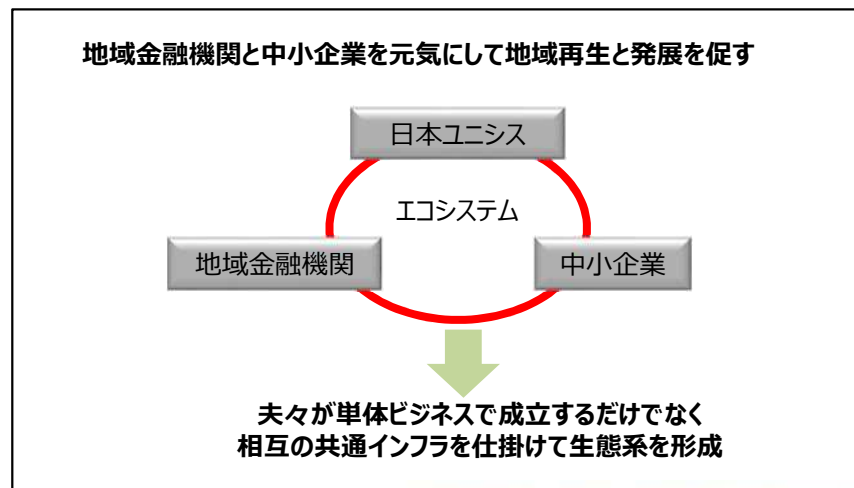 地域金融機関と中小企業を元気にして地域再生と発展を促す
日本ユニシス
エコシステム
地域金融機関
中小企業
夫々が単体ビジネスで成立するだけでなく
相互の共通インフラを仕掛けて生態系を形成